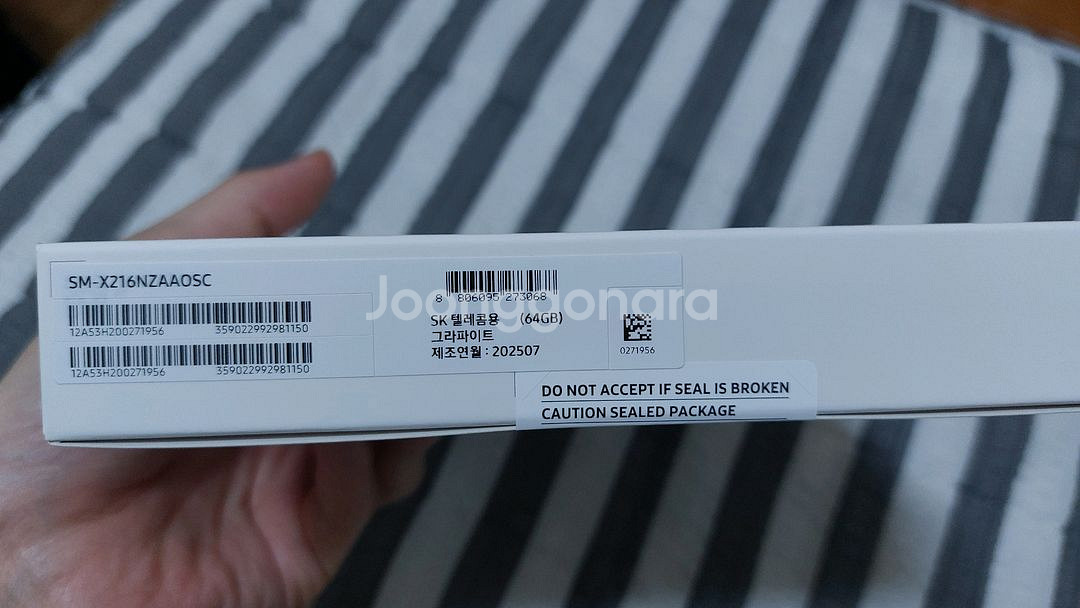 SM-X216NZAAOSC
12A53H200271956 359022992981150
12A53H200271956 359022992981150
8 806095 273068
SK 텔레콤용 (64GB)
그라파이트
제조연월 : 202507
0271956
Joonggonara
DO NOT ACCEPT IF SEAL IS BROKEN
CAUTION SEALED PACKAGE